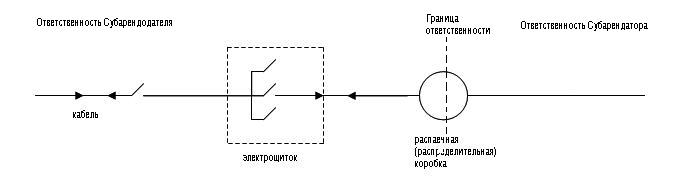 Ответственность Субарендодателя
Граница
ответственности
Ответственность Субарендатора
кабель
электрощиток
распаечная
(распределительная)
коробка